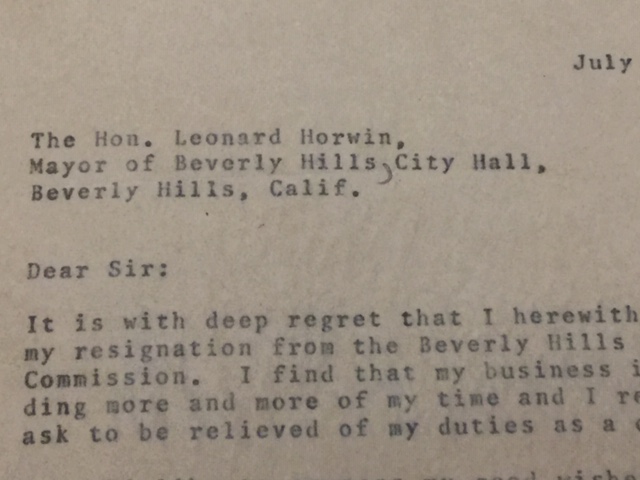 July
The Hon. Leonard Horwin,
Mayor of Beverly Hills, City Hall,
Beverly Hills, Calif.
Dear Sir:
It is with deep regret that I herewith
my resignation from the Beverly Hills
Commission. I find that my business
ding more and more of my time and I
ask to be relieved of my duties as a